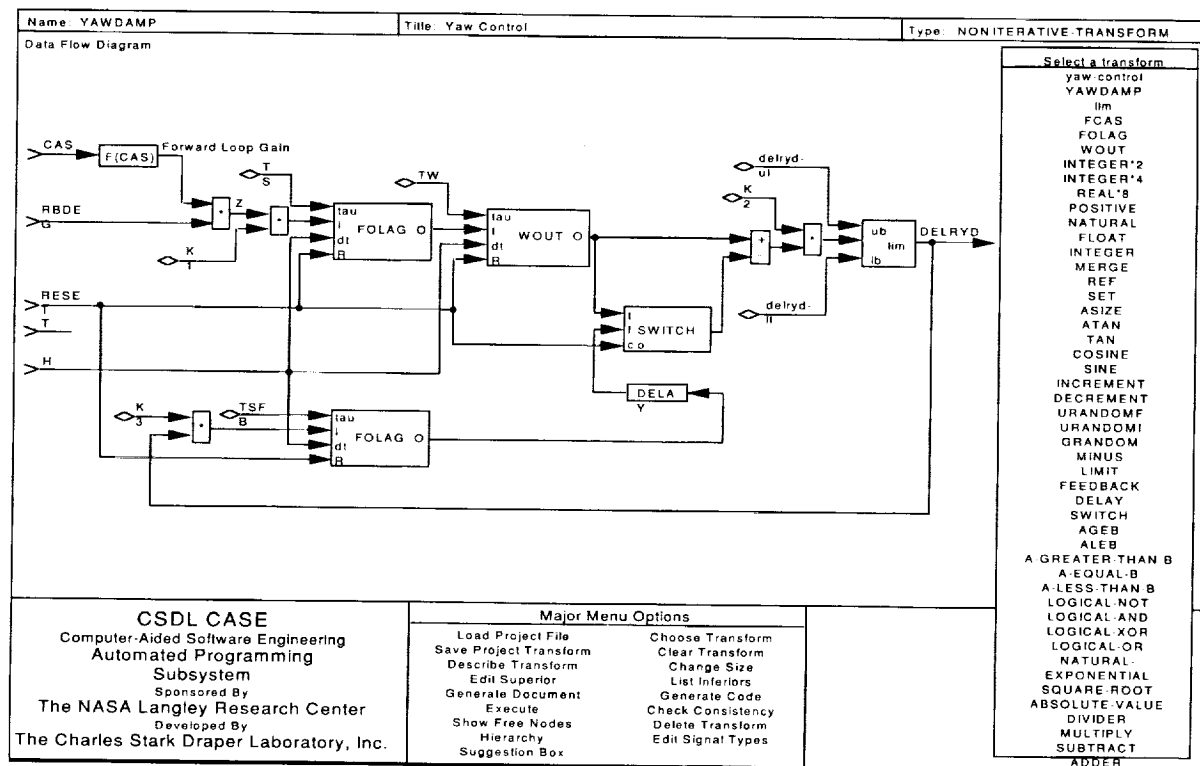 Name: YAWDAMP
Title: Yaw Control
Type: NONITERATIVE-TRANSFORM
Data Flow Diagram
CAS
F(CAS)
Forward Loop Gain
T
S
TW
delryd-
ul
K
2
RBDE
G
*
Z
*
K
1
tau
i
dt
R
FOLAG O
tau
I
dt
R
WOUT O
+
-
*
ub
lim
lb
DELRYD
delryd-
ll
RESE
T
T
H
t
f
co
SWITCH
DELA
Y
K
3
*
TSF
B
tau
i
dt
R
FOLAG O
Select a transform
yaw-control
YAWDAMP
lim
FCAS
FOLAG
WOUT
INTEGER*2
INTEGER*4
REAL*8
POSITIVE
NATURAL
FLOAT
INTEGER
MERGE
REF
SET
ASIZE
ATAN
TAN
COSINE
SINE
INCREMENT
DECREMENT
URANDOMF
URANDOMI
GRANDOM
MINUS
LIMIT
FEEDBACK
DELAY
SWITCH
AGEB
ALEB
A-GREATER-THAN-B
A-EQUAL-B
A-LESS-THAN-B
LOGICAL-NOT
LOGICAL-AND
LOGICAL-XOR
LOGICAL-OR
NATURAL-
EXPONENTIAL
SQUARE-ROOT
ABSOLUTE-VALUE
DIVIDER
MULTIPLY
SUBTRACT
ADDER
CSDL CASE
Computer-Aided Software Engineering
Automated Programming
Subsystem
Sponsored By
The NASA Langley Research Center
Developed By
The Charles Stark Draper Laboratory, Inc.
Major Menu Options
Load Project File
Save Project Transform
Describe Transform
Edit Superior
Generate Document
Execute
Show Free Nodes
Hierarchy
Suggestion Box
Choose Transform
Clear Transform
Change Size
List Inferiors
Generate Code
Check Consistency
Delete Transform
Edit Signal Types